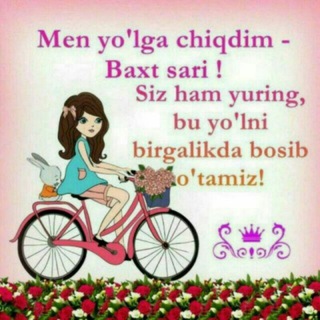 Men yo'lga chiqdim -
Baxt sari !
Siz ham yuring,
bu yo'lni
birgalikda bosib
o'tamiz!